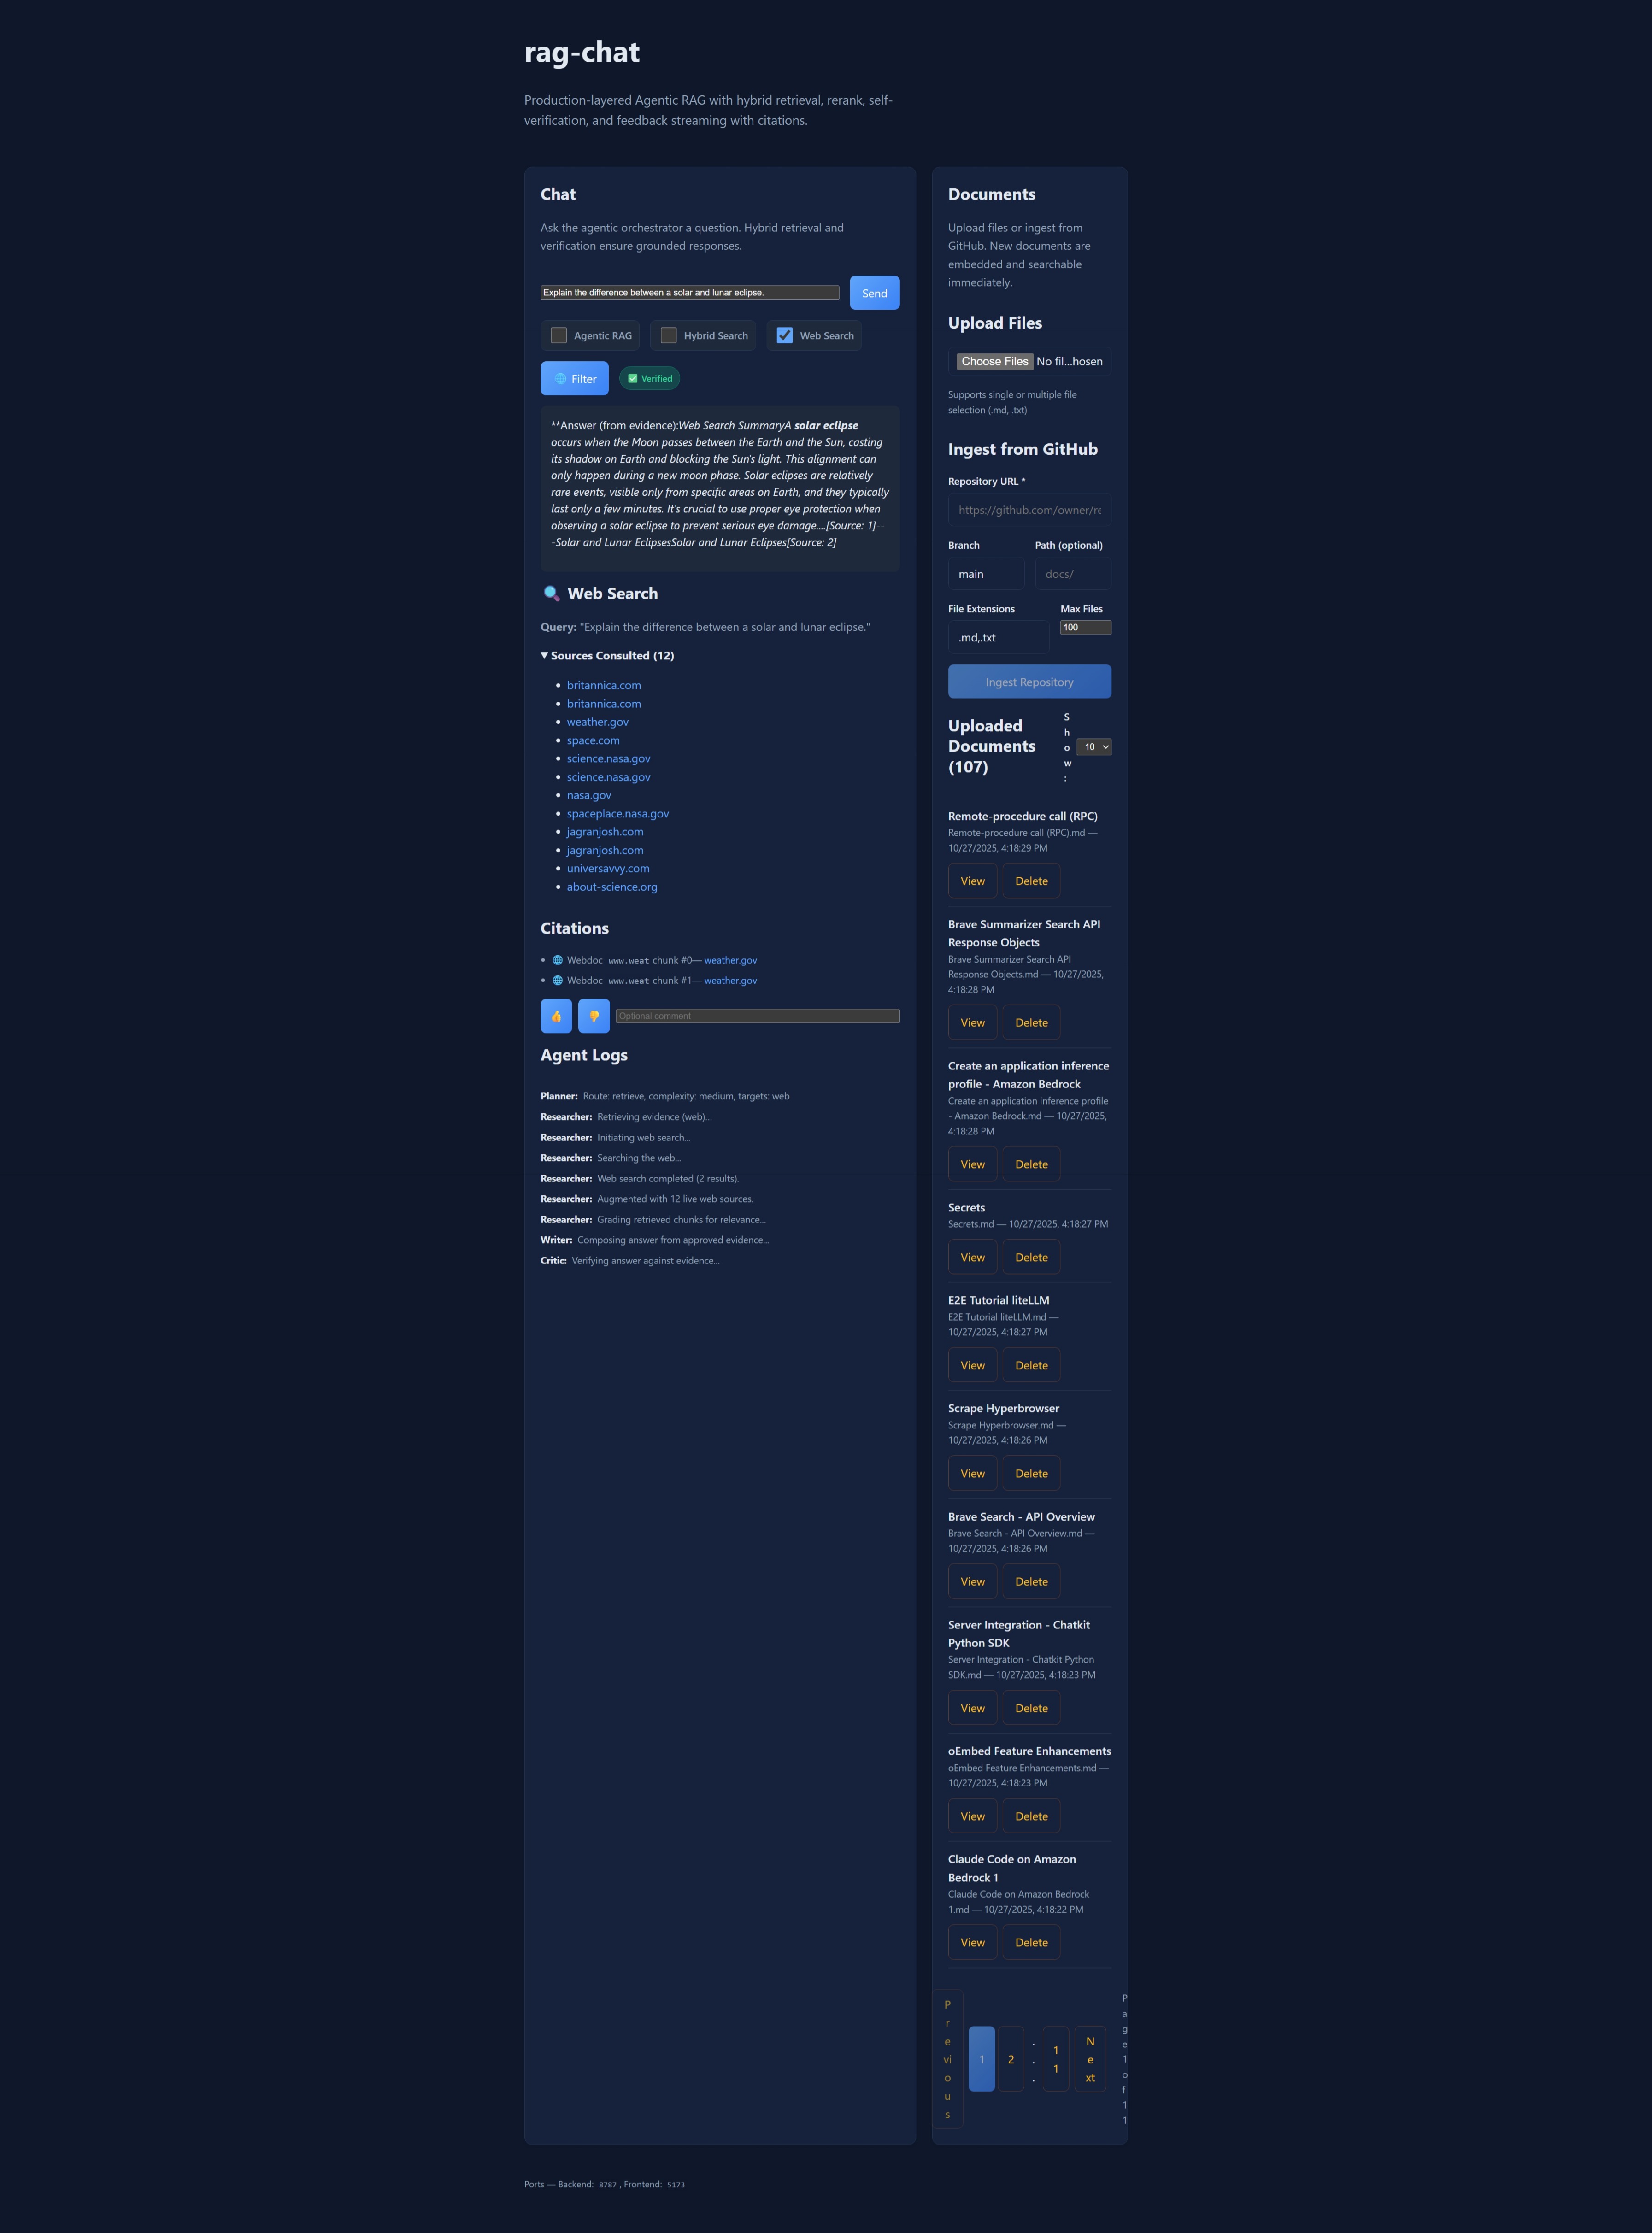 rag-chat
Production-layered Agentic RAG with hybrid retrieval, rerank, self-
verification, and feedback streaming with citations.
Chat
Ask the agentic orchestrator a question. Hybrid retrieval and
verification ensure grounded responses.
Explain the difference between a solar and lunar eclipse.
Send
Agentic RAG
Hybrid Search
Web Search
🌐 Filter
✅ Verified
**Answer (from evidence):Web Search SummaryA solar eclipse
occurs when the Moon passes between the Earth and the Sun, casting
its shadow on Earth and blocking the Sun's light. This alignment can
only happen during a new moon phase. Solar eclipses are relatively
rare events, visible only from specific areas on Earth, and they typically
last only a few minutes. It's crucial to use proper eye protection when
observing a solar eclipse to prevent serious eye damage....[Source: 1]--
-Solar and Lunar EclipsesSolar and Lunar Eclipses[Source: 2]
🔍 Web Search
Query: "Explain the difference between a solar and lunar eclipse."
▼ Sources Consulted (12)
• britannica.com
• britannica.com
• weather.gov
• space.com
• science.nasa.gov
• science.nasa.gov
• nasa.gov
• spaceplace.nasa.gov
• jagranjosh.com
• jagranjosh.com
• universavvy.com
• about-science.org
Citations
• 🌐 Webdoc www.weat chunk #0— weather.gov
• 🌐 Webdoc www.weat chunk #1— weather.gov
👍 👎 Optional comment
Agent Logs
Planner: Route: retrieve, complexity: medium, targets: web
Researcher: Retrieving evidence (web)...
Researcher: Initiating web search...
Researcher: Searching the web...
Researcher: Web search completed (2 results).
Researcher: Augmented with 12 live web sources.
Researcher: Grading retrieved chunks for relevance...
Writer: Composing answer from approved evidence...
Critic: Verifying answer against evidence...
Documents
Upload files or ingest from
GitHub. New documents are
embedded and searchable
immediately.
Upload Files
Choose Files No fil...hosen
Supports single or multiple file
selection (.md, .txt)
Ingest from GitHub
Repository URL *
https://github.com/owner/re
Branch
Path (optional)
main
docs/
File Extensions
Max Files
.md,.txt
100
Ingest Repository
Uploaded
Documents
(107)
Show:
10
Remote-procedure call (RPC)
Remote-procedure call (RPC).md —
10/27/2025, 4:18:29 PM
View
Delete
Brave Summarizer Search API
Response Objects
Brave Summarizer Search API
Response Objects.md — 10/27/2025,
4:18:28 PM
View
Delete
Create an application inference
profile - Amazon Bedrock
Create an application inference profile
- Amazon Bedrock.md — 10/27/2025,
4:18:28 PM
View
Delete
Secrets
Secrets.md — 10/27/2025, 4:18:27 PM
View
Delete
E2E Tutorial liteLLM
E2E Tutorial liteLLM.md —
10/27/2025, 4:18:27 PM
View
Delete
Scrape Hyperbrowser
Scrape Hyperbrowser.md —
10/27/2025, 4:18:26 PM
View
Delete
Brave Search - API Overview
Brave Search - API Overview.md —
10/27/2025, 4:18:26 PM
View
Delete
Server Integration - Chatkit
Python SDK
Server Integration - Chatkit Python
SDK.md — 10/27/2025, 4:18:23 PM
View
Delete
oEmbed Feature Enhancements
oEmbed Feature Enhancements.md —
10/27/2025, 4:18:23 PM
View
Delete
Claude Code on Amazon
Bedrock 1
Claude Code on Amazon Bedrock
1.md — 10/27/2025, 4:18:22 PM
View
Delete
Previous
1
2
...
11
Next
Page 1 of 11
Ports — Backend: 8787 , Frontend: 5173